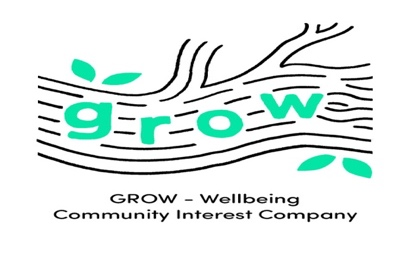 grow
GROW – Wellbeing
Community Interest Company